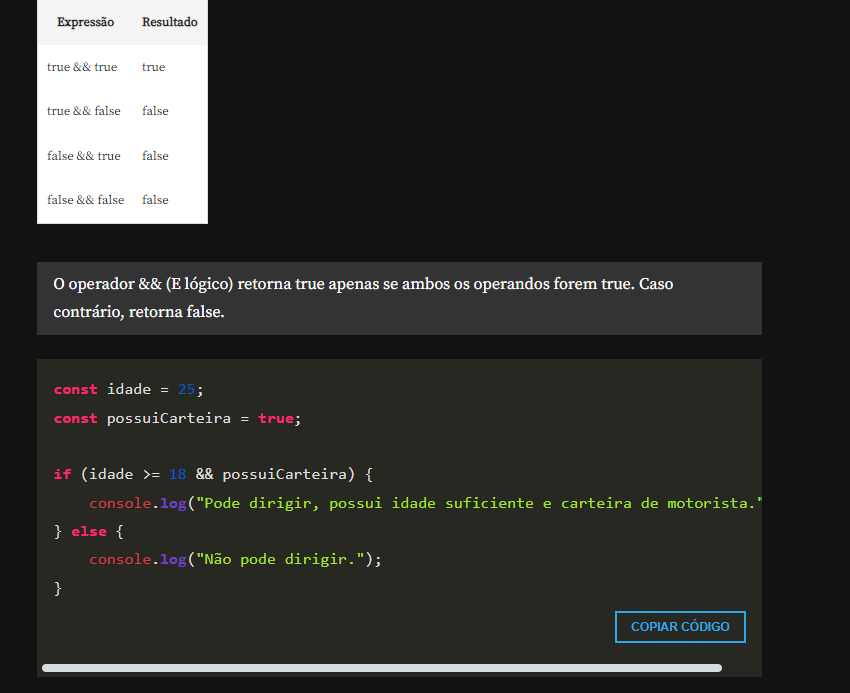 Expressão Resultado
true && true true
true && false false
false && true false
false && false false
O operador && (E lógico) retorna true apenas se ambos os operandos forem true. Caso
contrário, retorna false.
const idade = 25;
const possuiCarteira = true;
if (idade >= 18 && possuiCarteira) {
    console.log("Pode dirigir, possui idade suficiente e carteira de motorista."
} else {
    console.log("Não pode dirigir.");
}
COPIAR CÓDIGO